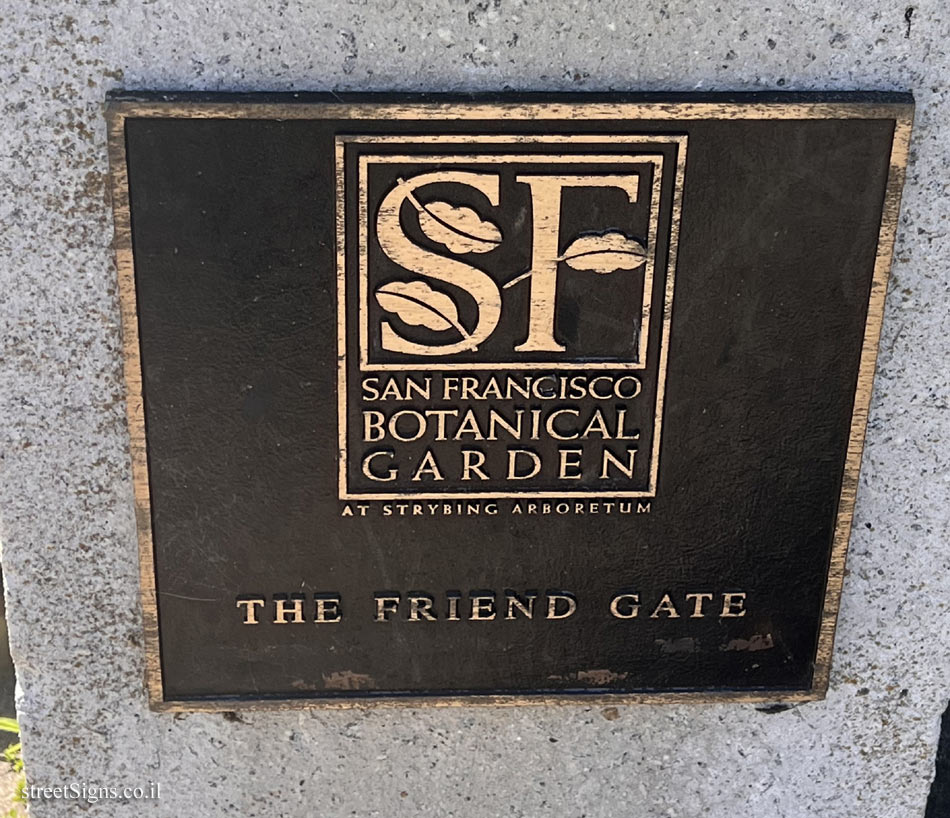 SF
SAN FRANCISCO
BOTANICAL
GARDEN
AT STRYBING ARBORETUM
THE FRIEND GATE
streetSigns.co.il